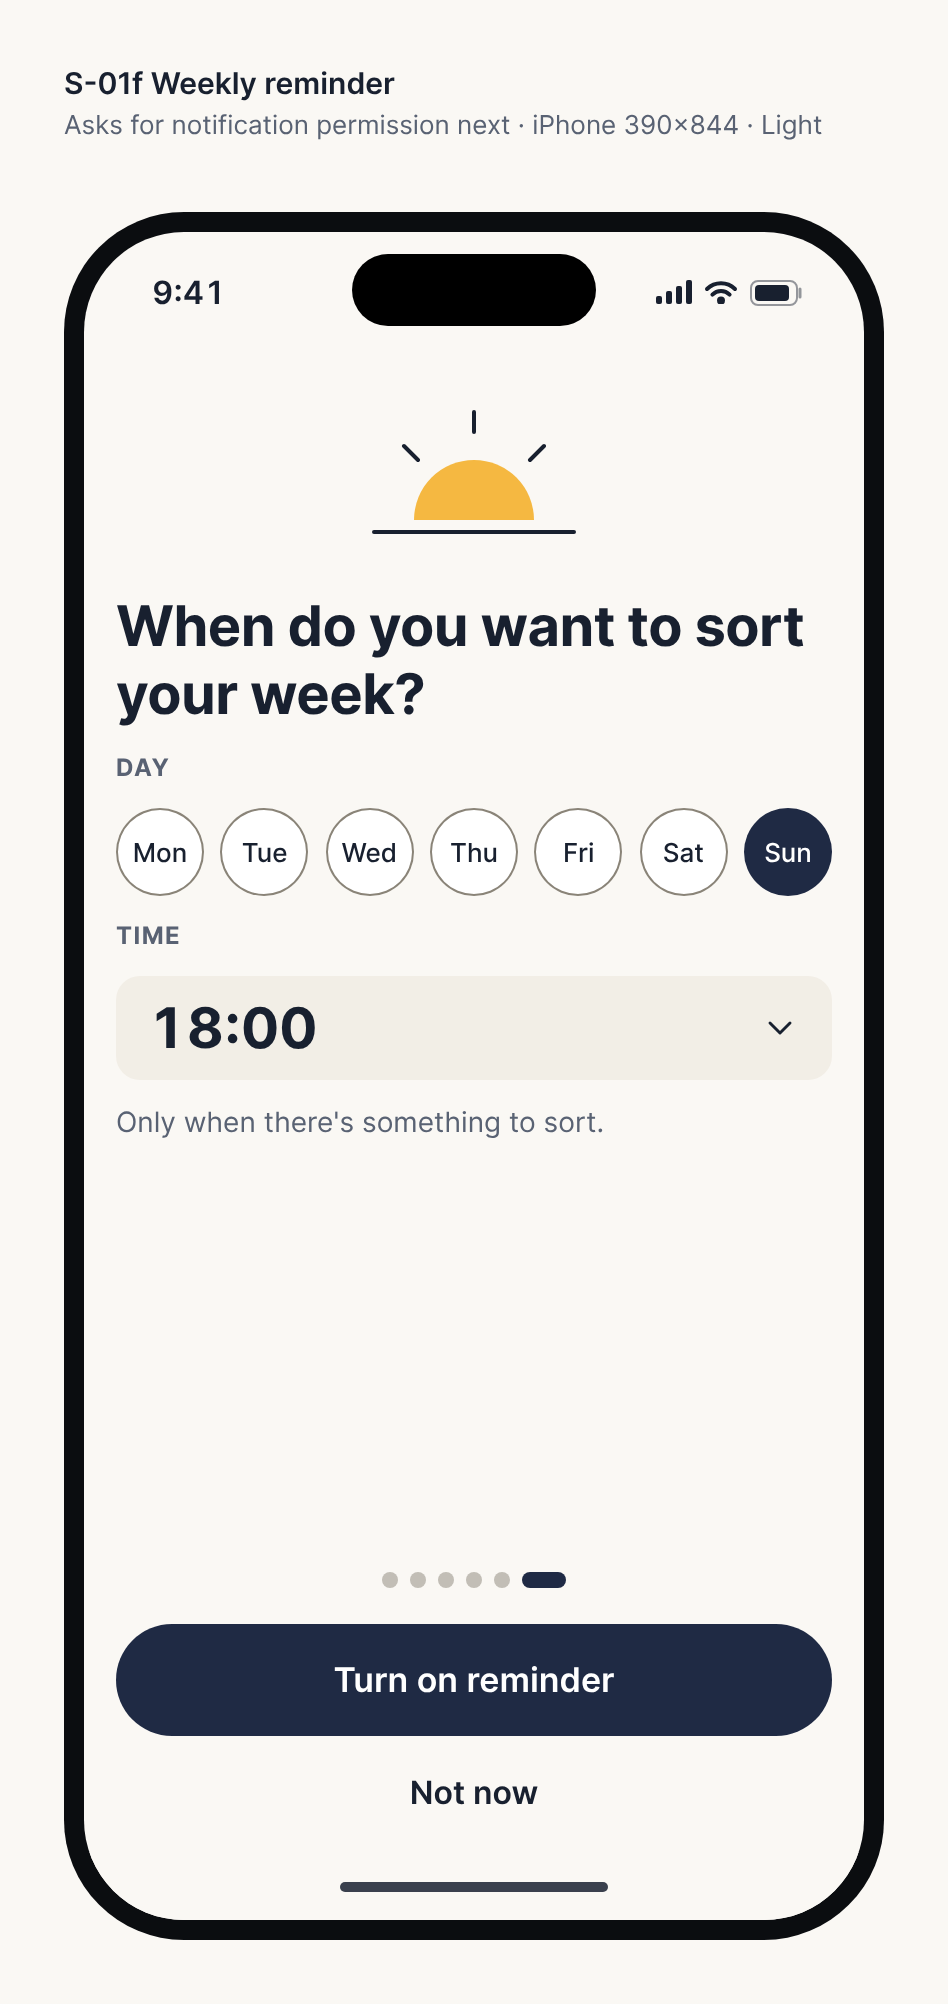 S-01f Weekly reminder
Asks for notification permission next · iPhone 390×844 · Light
9:41
When do you want to sort
your week?
DAY
Mon Tue Wed Thu Fri Sat Sun
TIME
18:00
Only when there's something to sort.
Turn on reminder
Not now